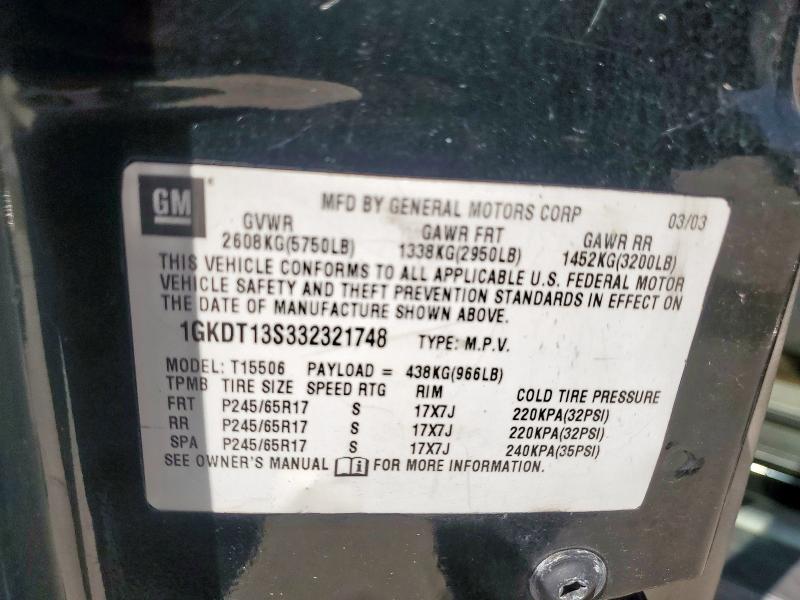 GM
MFD BY GENERAL MOTORS CORP 03/03
GVWR GAWR FRT GAWR RR
2608KG(5750LB) 1338KG(2950LB) 1452KG(3200LB)
THIS VEHICLE CONFORMS TO ALL APPLICABLE U.S. FEDERAL MOTOR
VEHICLE SAFETY AND THEFT PREVENTION STANDARDS IN EFFECT ON
THE DATE OF MANUFACTURE SHOWN ABOVE.
1GKDT13S332321748 TYPE: M.P.V.
MODEL: T15506 PAYLOAD = 438KG(966LB)
TPMB TIRE SIZE SPEED RTG RIM COLD TIRE PRESSURE
FRT P245/65R17 S 17X7J 220KPA(32PSI)
RR P245/65R17 S 17X7J 220KPA(32PSI)
SPA P245/65R17 S 17X7J 240KPA(35PSI)
SEE OWNER'S MANUAL FOR MORE INFORMATION.